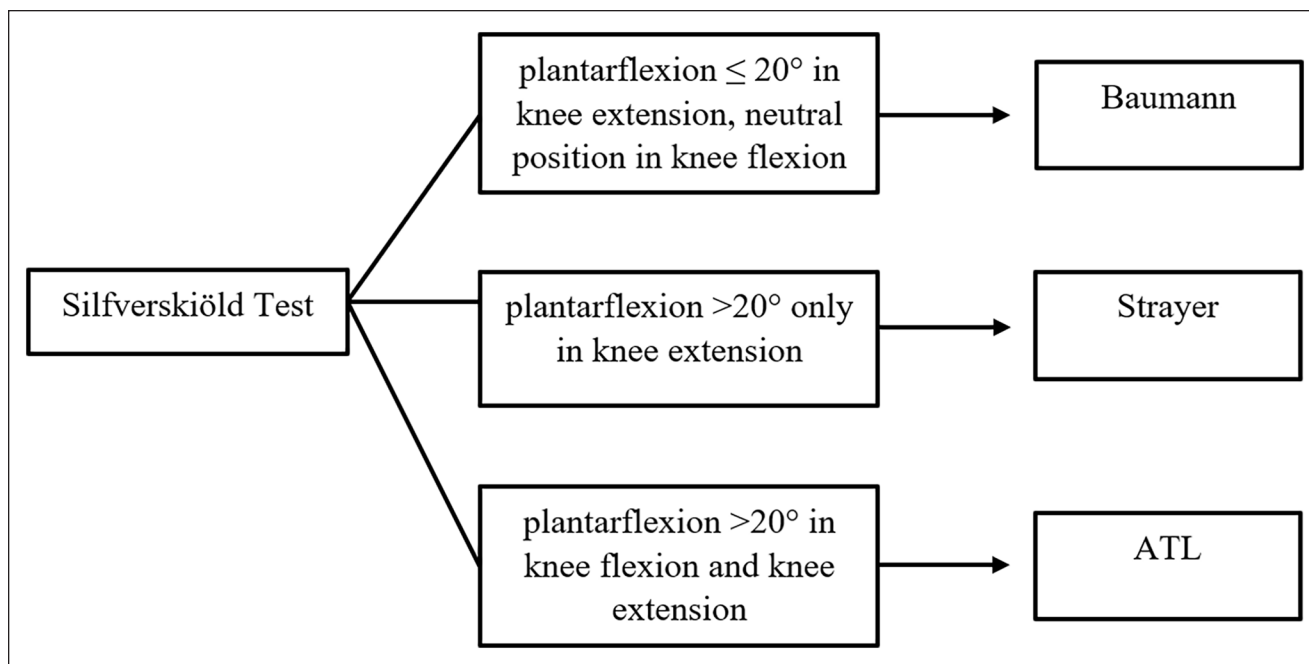 plantarflexion ≤ 20° in
knee extension, neutral
position in knee flexion
Baumann
Silfverskiöld Test
plantarflexion >20° only
in knee extension
Strayer
plantarflexion >20° in
knee flexion and knee
extension
ATL